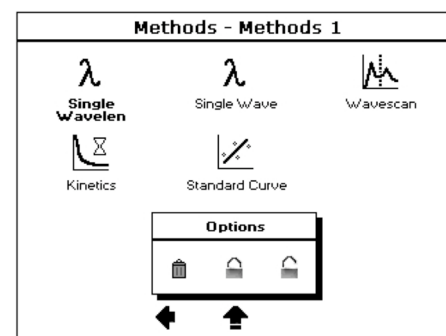 Methods - Methods 1
λ λ
Single Single Wave Wavescan
Wavelen
Kinetics Standard Curve
Options